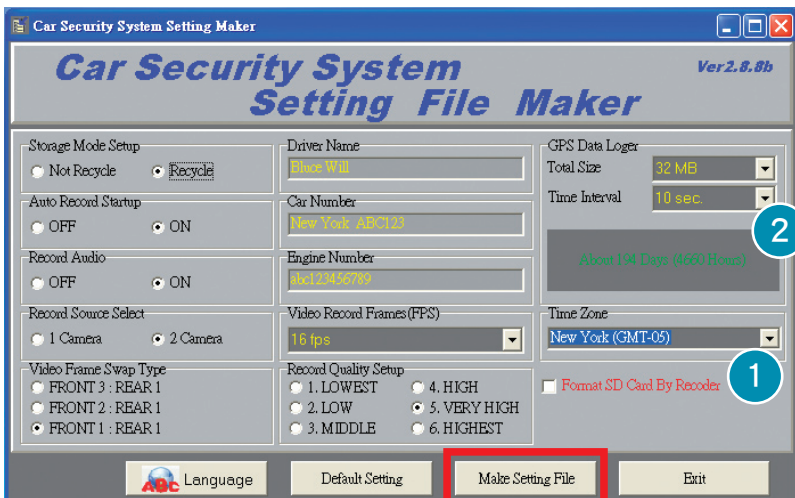 Car Security System Setting Maker
Car Security System
Setting File Maker
Ver2.8.8b
Storage Mode Setup
Not Recycle
Recycle
Auto Record Startup
OFF
ON
Record Audio
OFF
ON
Record Source Select
1 Camera
2 Camera
Video Frame Swap Type
FRONT 3 : REAR 1
FRONT 2 : REAR 1
FRONT 1 : REAR 1
Driver Name
Bluce Will
Car Number
New York ABC123
Engine Number
abc123456789
Video Record Frames(FPS)
16 fps
Record Quality Setup
1. LOWEST
4. HIGH
2. LOW
5. VERY HIGH
3. MIDDLE
6. HIGHEST
GPS Data Loger
Total Size
32 MB
Time Interval
10 sec.
2
About 194 Days (4660 Hours)
Time Zone
New York (GMT-05)
1
Format SD Card By Recoder
ABC
Language
Default Setting
Make Setting File
Exit